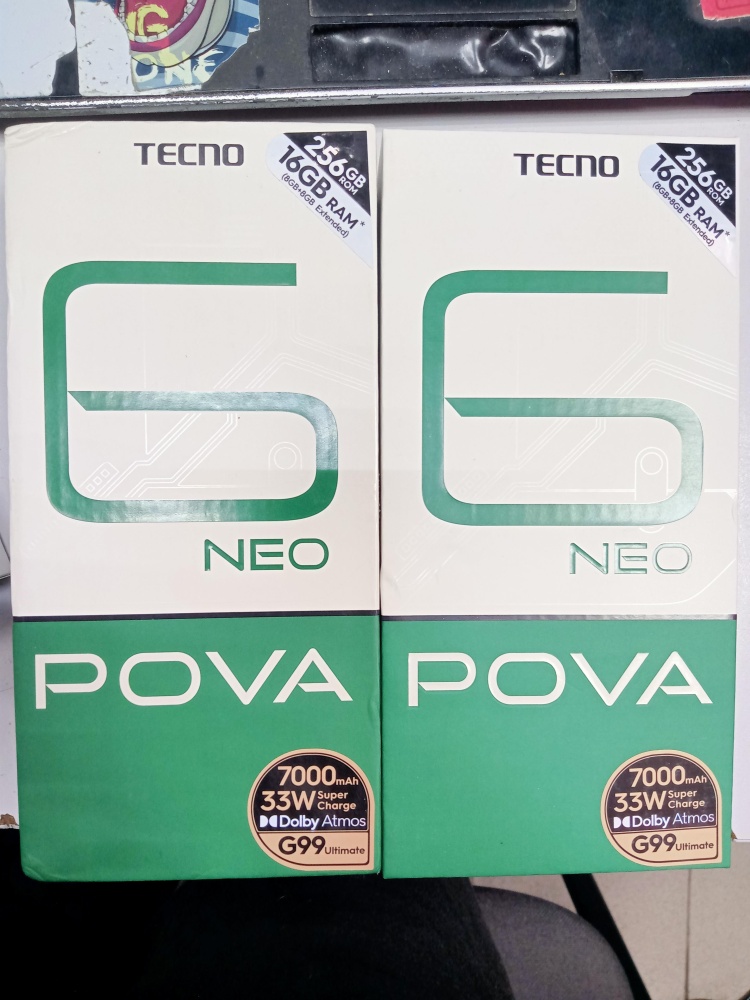 NG
ONE
TECNO
256GB
ROM
16GB RAM*
(8GB+8GB Extended)
6
NEO
POVA
7000mAh
33W Super
Charge
Dolby Atmos
G99 Ultimate
TECNO
256GB
ROM
16GB RAM*
(8GB+8GB Extended)
6
NEO
POVA
7000mAh
33W Super
Charge
Dolby Atmos
G99 Ultimate